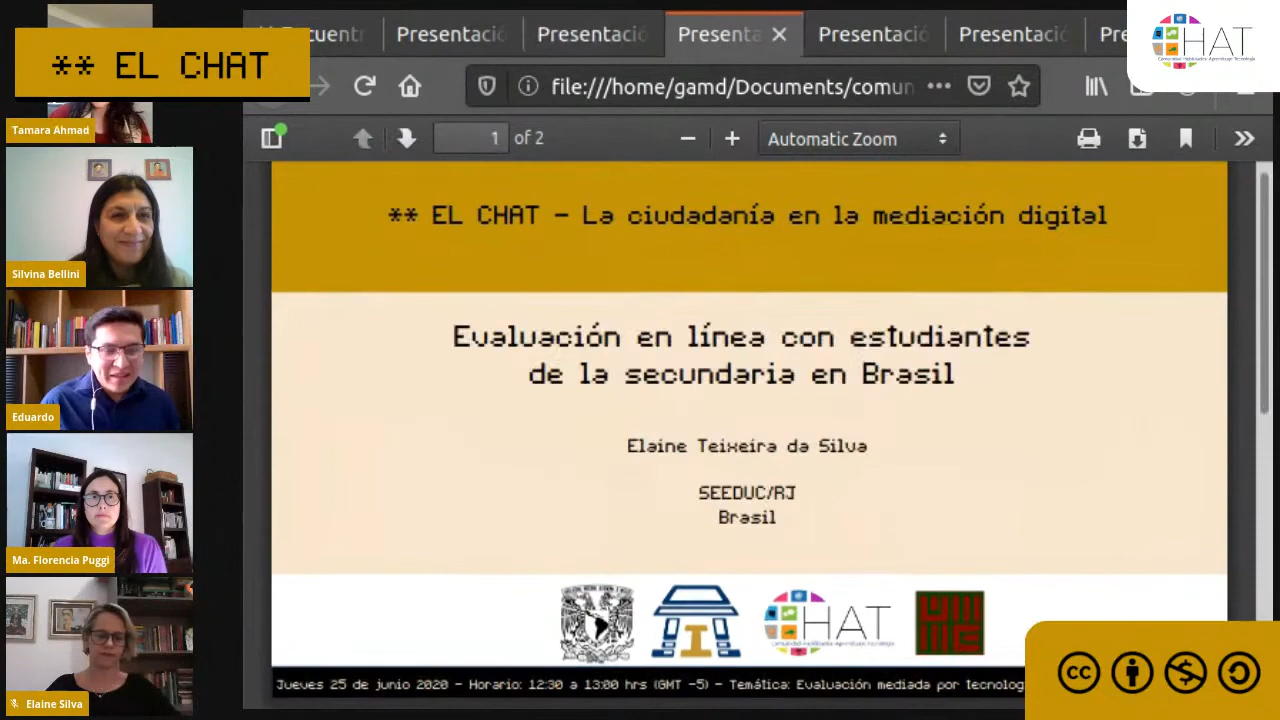 ** EL CHAT
Tamara Ahmad
Silvina Bellini
Eduardo
Ma. Florencia Puggi
Elaine Silva
Presentació
Presentació
Presenta
Presentació
Presentació
HAT
file:///home/gamd/Documents/comun
1 of 2
Automatic Zoom
** EL CHAT - La ciudadanía en la mediación digital
Evaluación en línea con estudiantes
de la secundaria en Brasil
Elaine Teixeira da Silva
SEEDUC/RJ
Brasil
HAT
Jueves 25 de junio 2020 - Horario: 12:30 a 13:00 hrs (GMT -5) - Temática: Evaluación mediada por tecnolog
CC